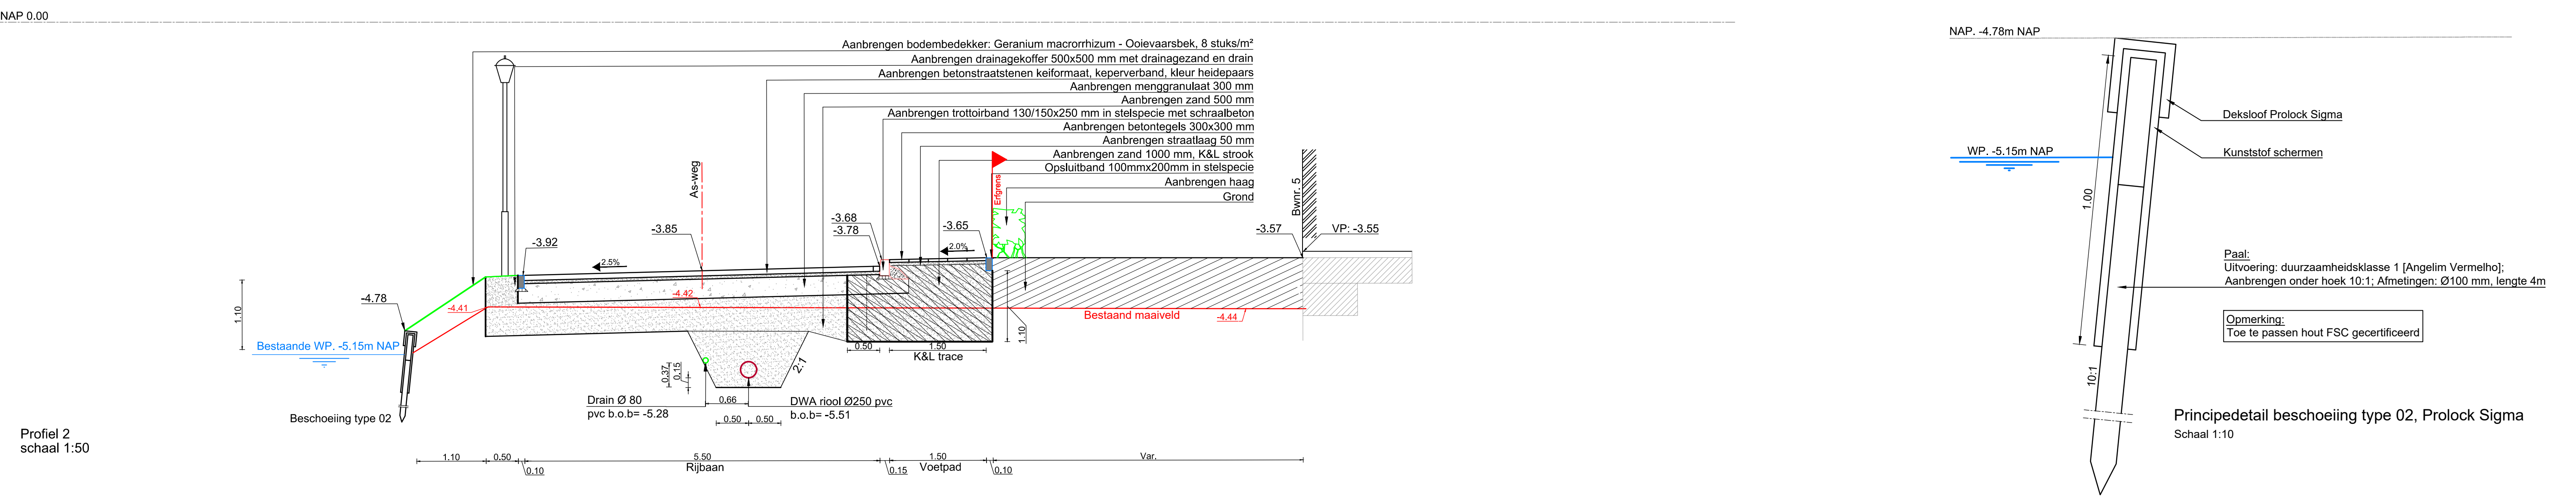 NAP 0.00
Aanbrengen bodembedekker: Geranium macrorrhizum - Ooievaarsbek, 8 stuks/m²
Aanbrengen drainagekoffer 500x500 mm met drainagezand en drain
Aanbrengen betonstraatstenen keiformaat, keperverband, kleur heidepaars
Aanbrengen menggranulaat 300 mm
Aanbrengen zand 500 mm
Aanbrengen trottoirband 130/150x250 mm in stelspecie met schraalbeton
Aanbrengen betontegels 300x300 mm
Aanbrengen straatlaag 50 mm
Aanbrengen zand 1000 mm, K&L strook
Opsluitband 100mmx200mm in stelspecie
Aanbrengen haag
Grond
As-weg
Erfgrens
Bwnr. 5
-3.92
-3.85
-3.68
-3.78
-3.65
-3.57
VP: -3.55
2.5%
2.0%
-4.78
1.10
-4.41
-4.42
Bestaand maaiveld
-4.44
Bestaande WP. -5.15m NAP
0.50
1.50
K&L trace
1.10
0.37
0.15
2:1
Drain Ø 80
pvc b.o.b= -5.28
0.66
DWA riool Ø250 pvc
b.o.b= -5.51
0.50
0.50
Beschoeiing type 02
Profiel 2
schaal 1:50
1.10
0.50
0.10
5.50
Rijbaan
0.15
1.50
Voetpad
0.10
Var.
NAP. -4.78m NAP
Deksloof Prolock Sigma
WP. -5.15m NAP
Kunststof schermen
1.00
Paal:
Uitvoering: duurzaamheidsklasse 1 [Angelim Vermelho];
Aanbrengen onder hoek 10:1; Afmetingen: Ø100 mm, lengte 4m
Opmerking:
Toe te passen hout FSC gecertificeerd
10:1
Principedetail beschoeiing type 02, Prolock Sigma
Schaal 1:10